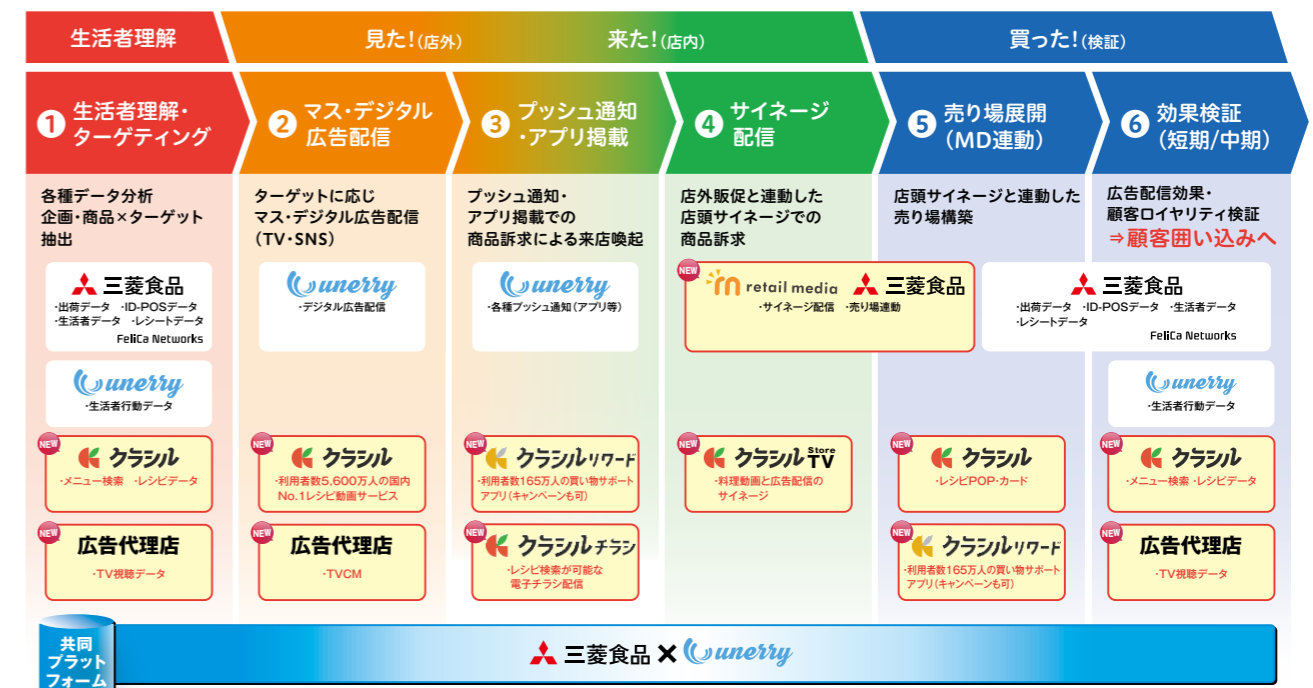 生活者理解
見た!(店外)
来た!(店内)
買った!(検証)
1 生活者理解・
ターゲティング
2 マス・デジタル
広告配信
3 プッシュ通知
・アプリ掲載
4 サイネージ
配信
5 売り場展開
(MD連動)
6 効果検証
(短期/中期)
各種データ分析
企画・商品×ターゲット
抽出
ターゲットに応じ
マス・デジタル広告配信
(TV・SNS)
プッシュ通知・
アプリ掲載での
商品訴求による来店喚起
店外販促と連動した
店頭サイネージでの
商品訴求
店頭サイネージと連動した
売り場構築
広告配信効果・
顧客ロイヤリティ検証
⇒顧客囲い込みへ
三菱食品
・出荷データ ・ID-POSデータ
・生活者データ ・レシートデータ
FeliCa Networks
unerry
・デジタル広告配信
unerry
・各種プッシュ通知(アプリ等)
NEW
retail media 三菱食品
・サイネージ配信 ・売り場連動
三菱食品
・出荷データ ・ID-POSデータ ・生活者データ
・レシートデータ
FeliCa Networks
unerry
・生活者行動データ
unerry
・生活者行動データ
NEW
クラシル
・メニュー検索 ・レシピデータ
NEW
クラシル
・利用者数5,600万人の国内
No.1レシピ動画サービス
NEW
クラシルリワード
・利用者数165万人の買い物サポート
アプリ(キャンペーンも可)
NEW
クラシル Store TV
・料理動画と広告配信の
サイネージ
NEW
クラシル
・レシピPOP・カード
NEW
クラシル
・メニュー検索・レシピデータ
NEW
広告代理店
・TV視聴データ
NEW
広告代理店
・TVCM
NEW
クラシルチラシ
・レシピ検索が可能な
電子チラシ配信
NEW
クラシルリワード
・利用者数165万人の買い物サポート
アプリ(キャンペーンも可)
NEW
広告代理店
・TV視聴データ
共同
プラット
フォーム
三菱食品 × unerry